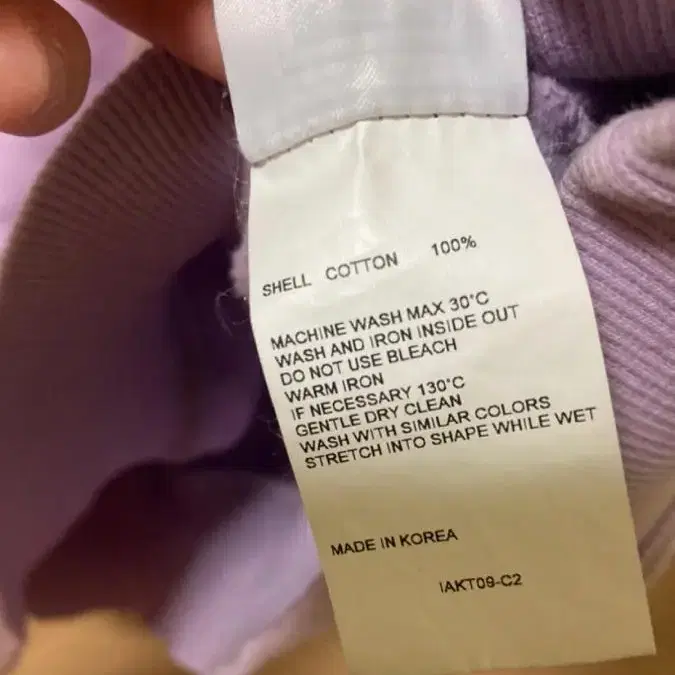 SHELL COTTON 100%
MACHINE WASH MAX 30°C
WASH AND IRON INSIDE OUT
DO NOT USE BLEACH
WARM IRON
IF NECESSARY 130°C
GENTLE DRY CLEAN
WASH WITH SIMILAR COLORS
STRETCH INTO SHAPE WHILE WET
MADE IN KOREA
IAKT09-C2